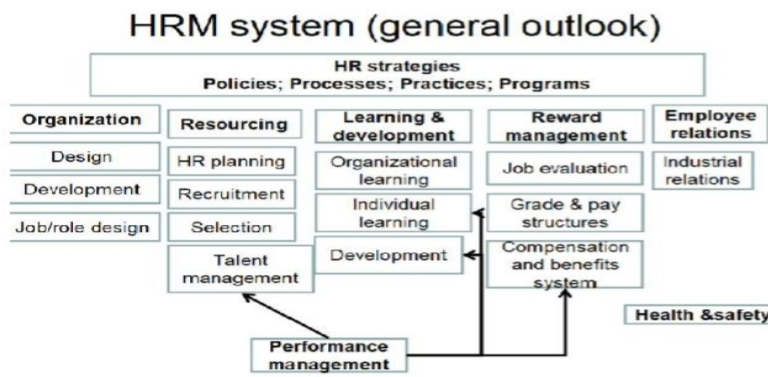 HRM system (general outlook)
HR strategies
Policies; Processes; Practices; Programs
Organization
Design
Development
Job/role design
Resourcing
HR planning
Recruitment
Selection
Talent
management
Learning &
development
Organizational
learning
Individual
learning
Development
Reward
management
Job evaluation
Grade & pay
structures
Compensation
and benefits
system
Employee
relations
Industrial
relations
Health &safety
Performance
management